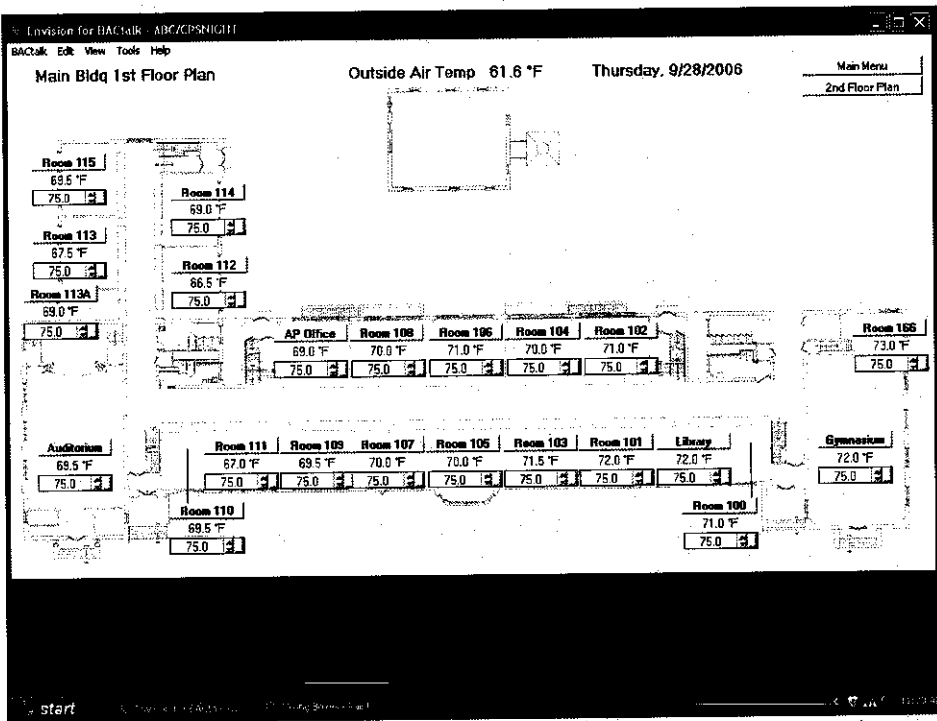 Envision for BACtalk - ABC/CPSNIGHT
BACtalk Edit View Tools Help
Main Bldg 1st Floor Plan
Outside Air Temp 61.6 °F
Thursday, 9/28/2006
Main Menu
2nd Floor Plan
Room 115
69.5 °F
75.0
Room 114
69.0 °F
75.0
Room 113
67.5 °F
75.0
Room 112
66.5 °F
75.0
Room 113A
69.0 °F
75.0
AP Office Room 108 Room 106 Room 104 Room 102
69.0 °F 70.0 °F 71.0 °F 70.0 °F 71.0 °F
75.0 75.0 75.0 75.0 75.0
Room 166
73.0 °F
75.0
Auditorium
69.5 °F
75.0
Room 111 Room 109 Room 107 Room 105 Room 103 Room 101 Library
67.0 °F 69.5 °F 70.0 °F 70.0 °F 71.5 °F 72.0 °F 72.0 °F
75.0 75.0 75.0 75.0 75.0 75.0 75.0
Gymnasium
72.0 °F
75.0
Room 110
69.5 °F
75.0
Room 100
71.0 °F
75.0
start